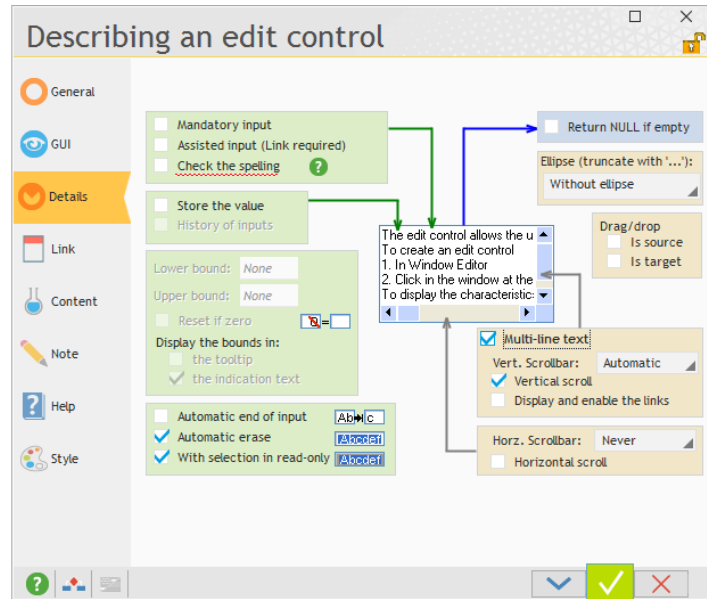 Describing an edit control
General
GUI
Details
Link
Content
Note
Help
Style
Mandatory input
Assisted input (Link required)
Check the spelling ?
Store the value
History of inputs
Lower bound: None
Upper bound: None
Reset if zero 0=
Display the bounds in:
the tooltip
the indication text
Automatic end of input Ab c
Automatic erase Abcdef
With selection in read-only Abcdef
The edit control allows the u
To create an edit control
1. In Window Editor
2. Click in the window at the
To display the characteristic:
Return NULL if empty
Ellipse (truncate with '...'):
Without ellipse
Drag/drop
Is source
Is target
Multi-line text
Vert. Scrollbar: Automatic
Vertical scroll
Display and enable the links
Horz. Scrollbar: Never
Horizontal scroll
?